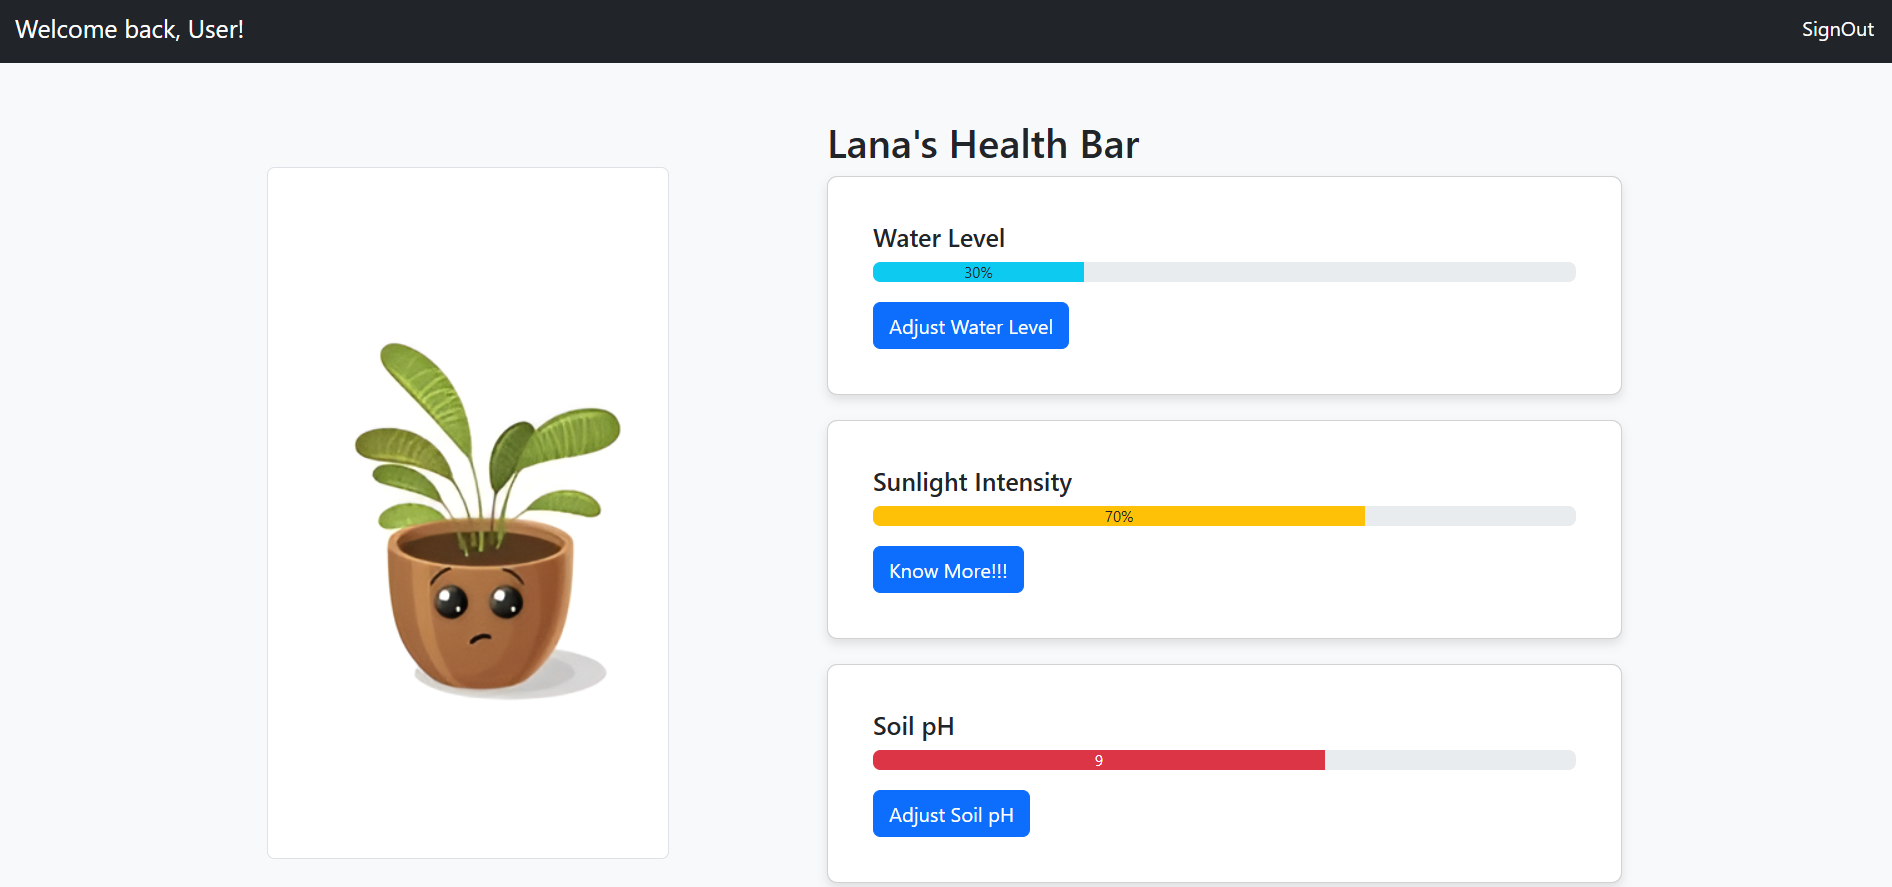 Welcome back, User!
SignOut
Lana's Health Bar
Water Level
30%
Adjust Water Level
Sunlight Intensity
70%
Know More!!!
Soil pH
9
Adjust Soil pH